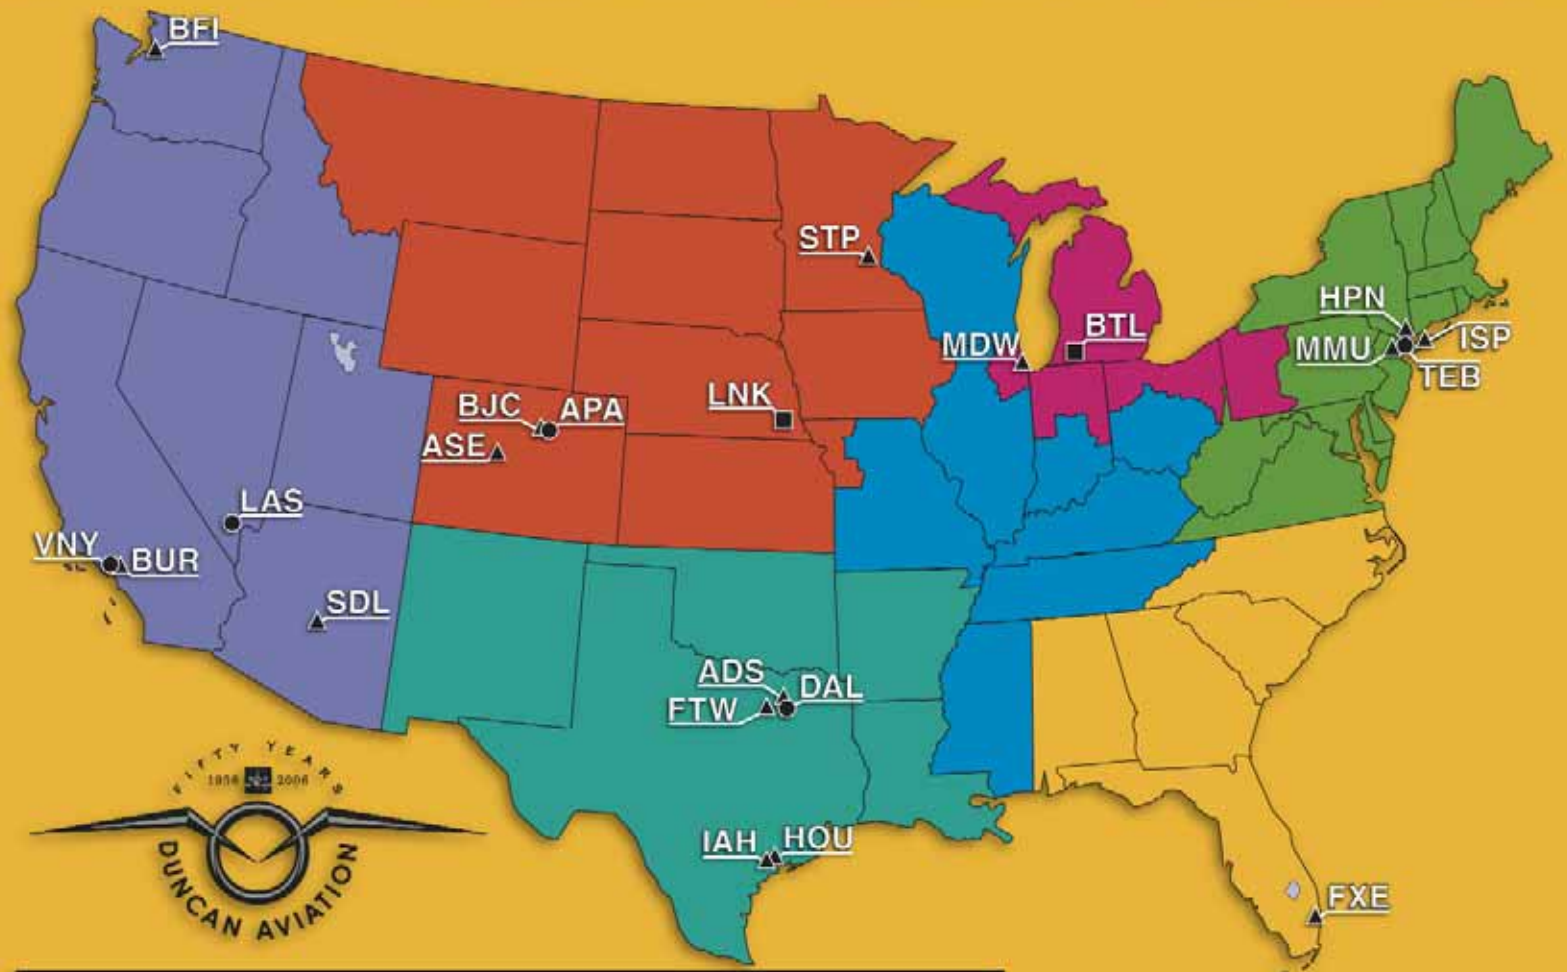 BFI
STP
HPN
BTL
MDW
ISP
MMU
TEB
LNK
BJC
APA
ASE
LAS
VNY
BUR
SDL
ADS
DAL
FTW
IAH
HOU
FXE
FIFTY YEARS
1956 2006
DUNCAN AVIATION